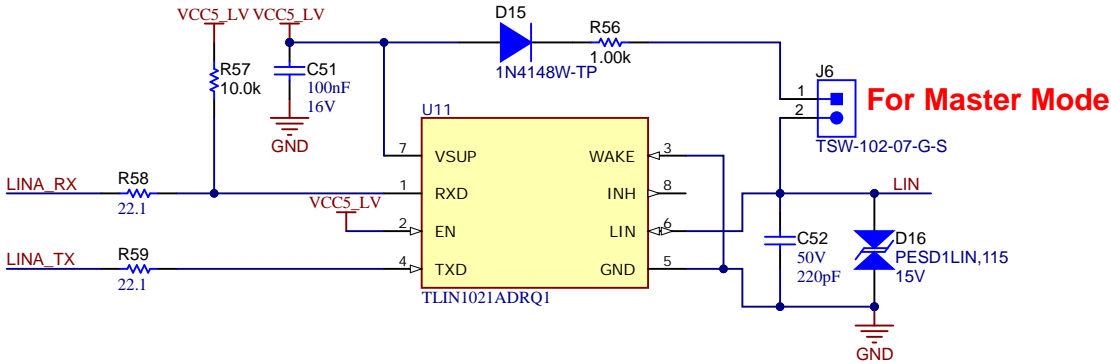 VCC5_LV VCC5_LV
D15
R56
1.00k
1N4148W-TP
R57
10.0k
C51
100nF
16V
GND
J6
1
2
TSW-102-07-G-S
For Master Mode
U11
7 VSUP WAKE 3
LINA_RX R58 1 RXD INH 8
22.1
VCC5_LV
2 EN LIN 6
LIN
LINA_TX R59 4 TXD GND 5
22.1
TLIN1021ADRQ1
C52
50V
220pF
D16
PESD1LIN,115
15V
GND